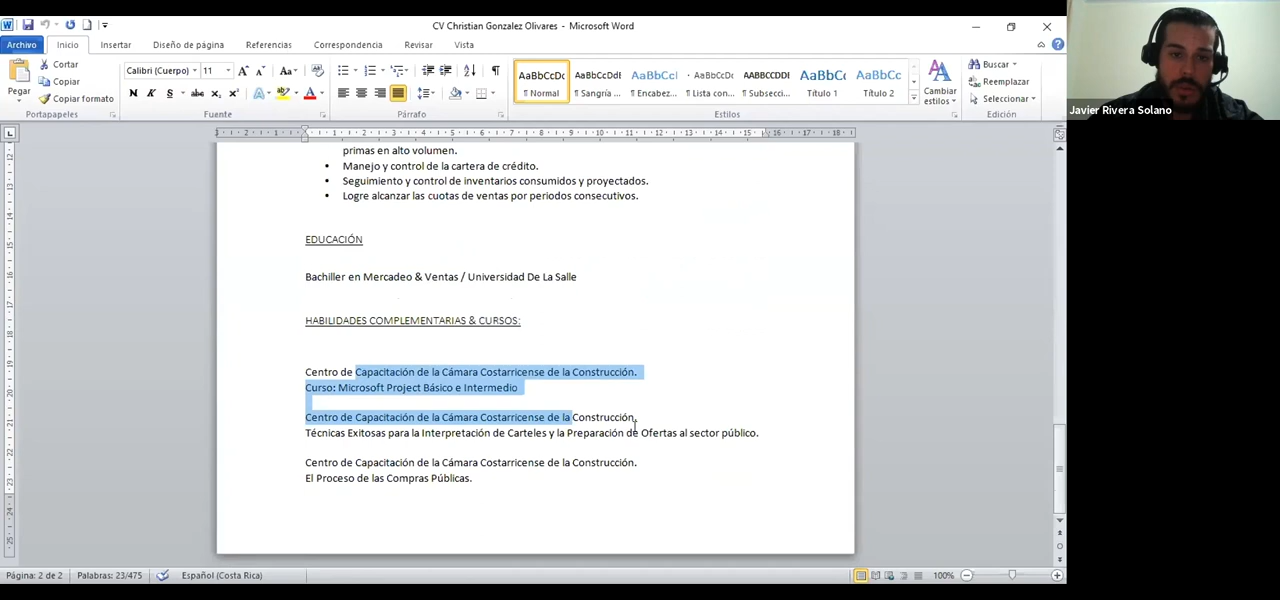 CV Christian Gonzalez Olivares - Microsoft Word
Archivo Inicio Insertar Diseño de página Referencias Correspondencia Revisar Vista
Pegar
Cortar
Copiar
Copiar formato
Portapapeles
Calibri (Cuerpo) 11
Fuente
Párrafo
AaBbCcDc AaBbCcDdE AaBbCcI AaBbCcDdE AABBCCDD AaBbC AaBbCc
¶ Normal ¶ Sangría ... ¶ Encabez... ¶ Lista con... ¶ Subsecci... Título 1 Título 2
Cambiar estilos
Estilos
Buscar
Reemplazar
Seleccionar
Edición
Javier Rivera Solano
primas en alto volumen.
• Manejo y control de la cartera de crédito.
• Seguimiento y control de inventarios consumidos y proyectados.
• Logre alcanzar las cuotas de ventas por periodos consecutivos.
EDUCACIÓN
Bachiller en Mercadeo & Ventas / Universidad De La Salle
HABILIDADES COMPLEMENTARIAS & CURSOS:
Centro de Capacitación de la Cámara Costarricense de la Construcción.
Curso: Microsoft Project Básico e Intermedio
Centro de Capacitación de la Cámara Costarricense de la Construcción.
Técnicas Exitosas para la Interpretación de Carteles y la Preparación de Ofertas al sector público.
Centro de Capacitación de la Cámara Costarricense de la Construcción.
El Proceso de las Compras Públicas.
Página: 2 de 2 Palabras: 23/475 Español (Costa Rica) 100%